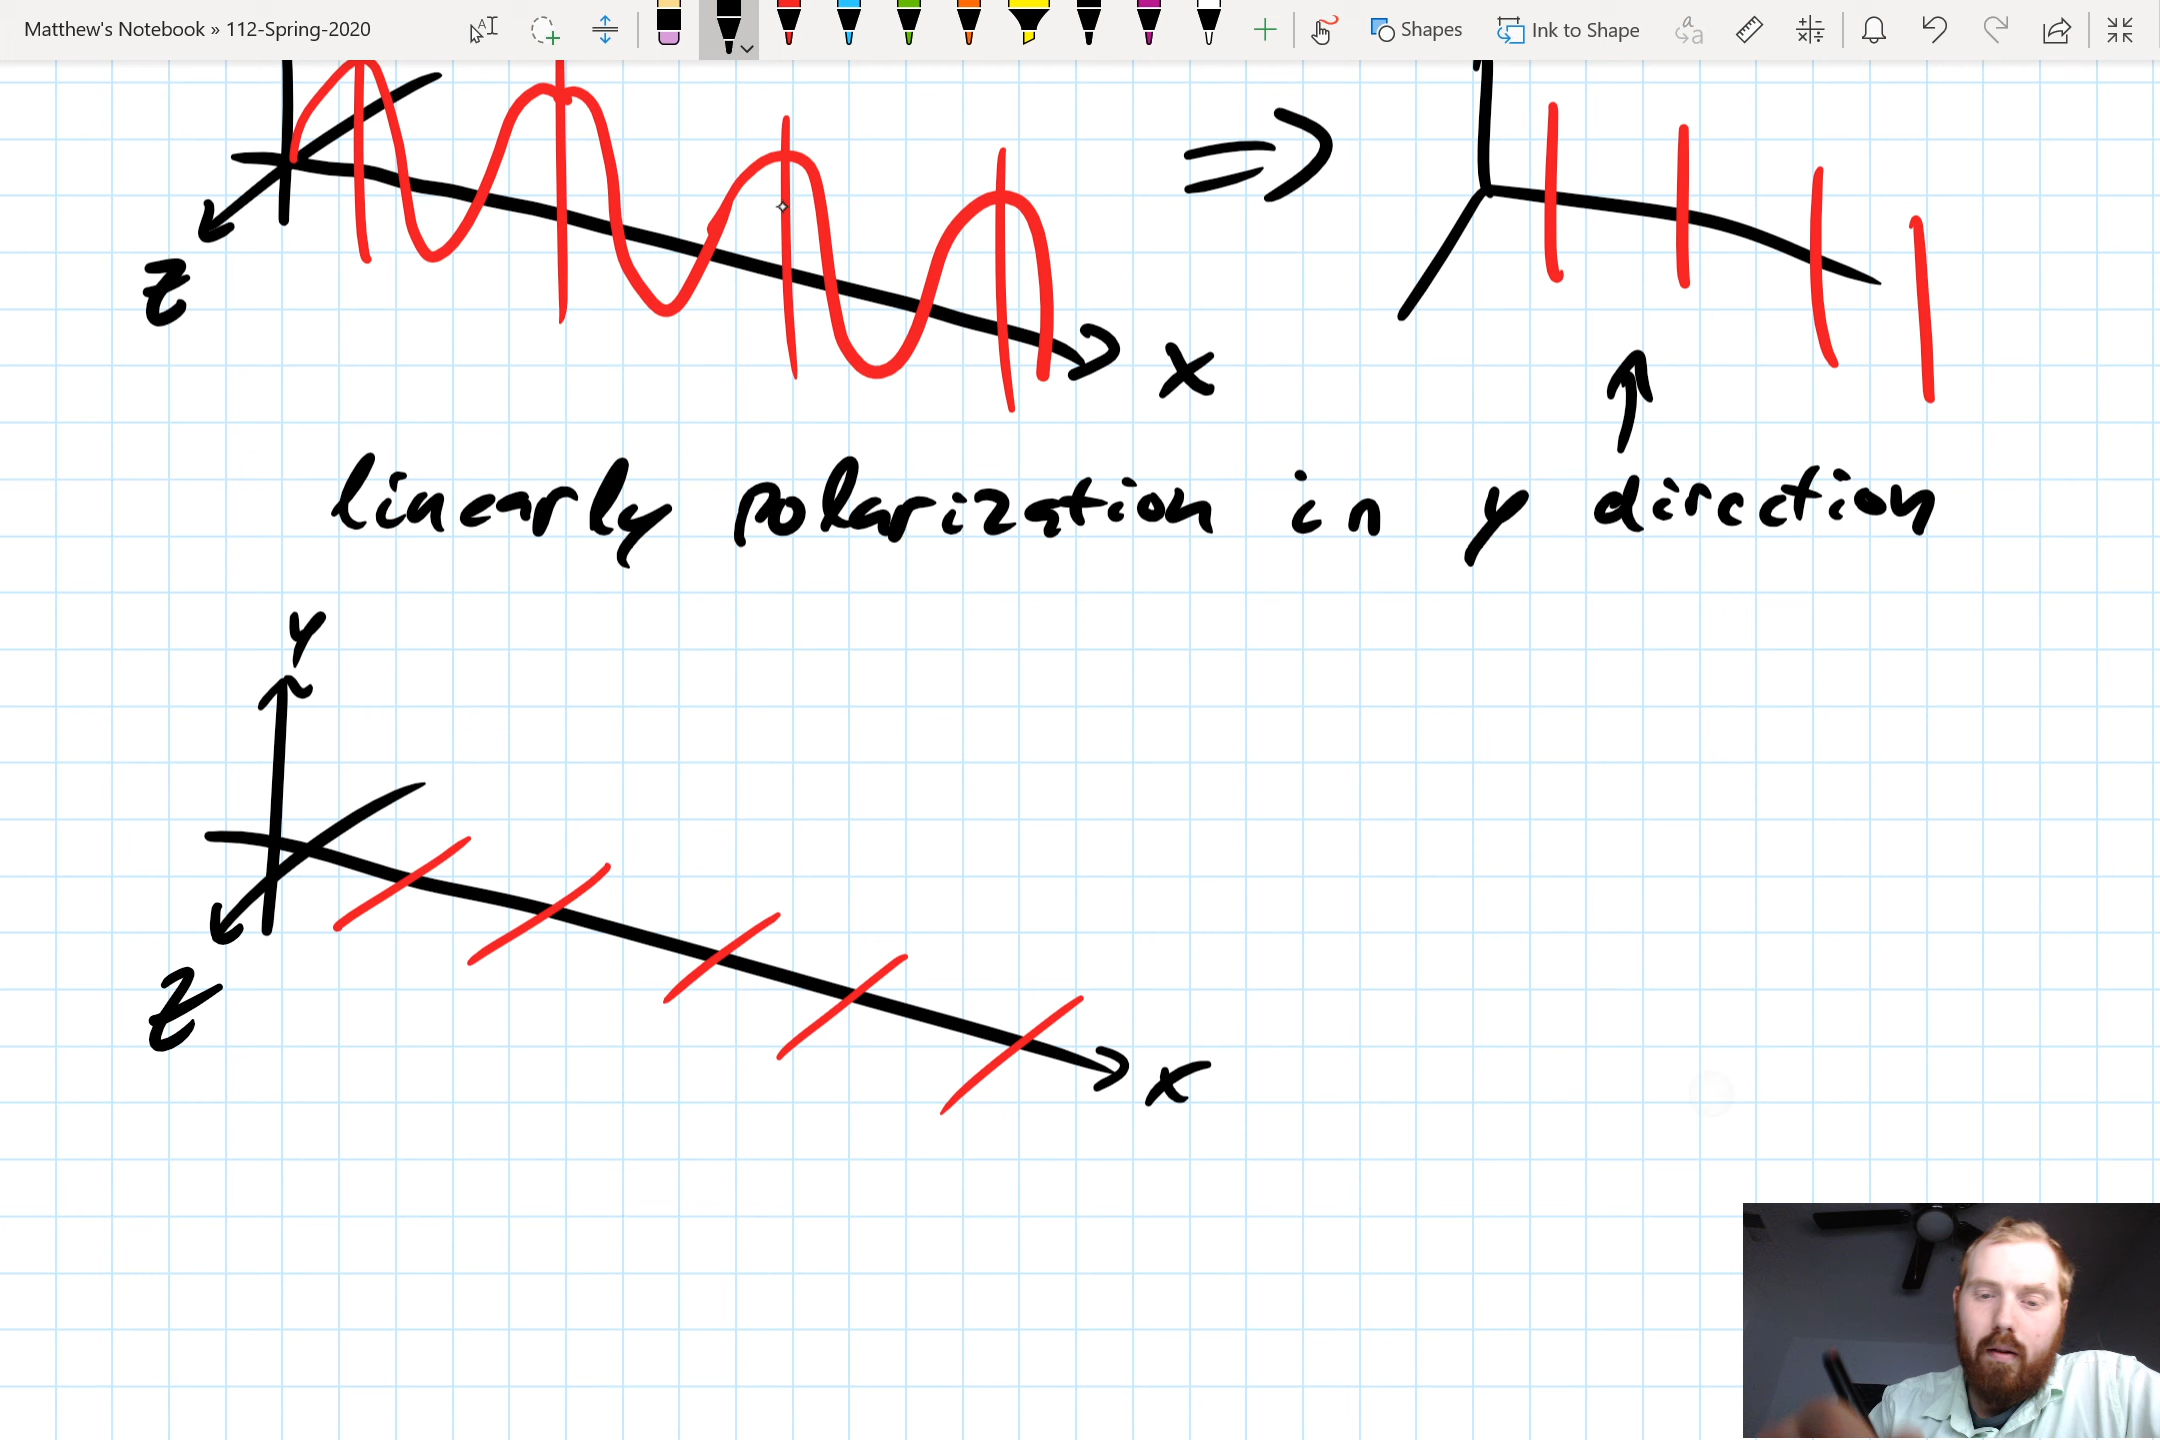 Matthew's Notebook » 112-Spring-2020
Shapes
Ink to Shape
z
x
linearly polarization in y direction
y
z
x